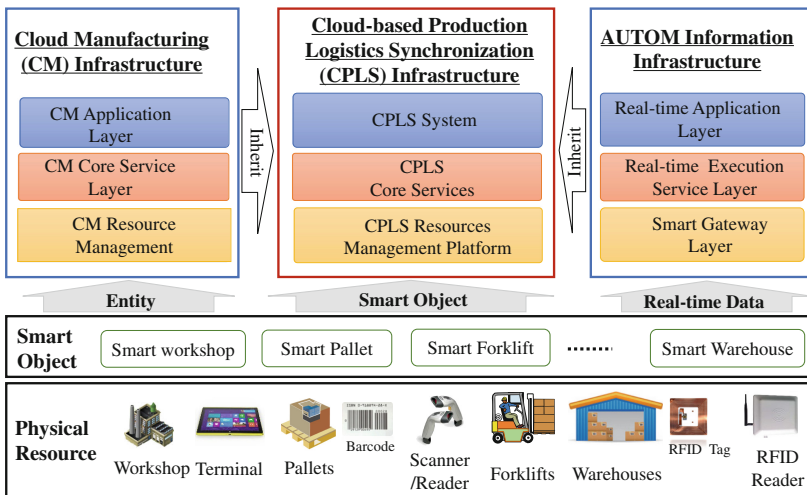 Cloud Manufacturing
(CM) Infrastructure
CM Application
Layer
CM Core Service
Layer
CM Resource
Management
Inherit
Cloud-based Production
Logistics Synchronization
(CPLS) Infrastructure
CPLS System
CPLS
Core Services
CPLS Resources
Management Platform
Inherit
AUTOM Information
Infrastructure
Real-time Application
Layer
Real-time Execution
Service Layer
Smart Gateway
Layer
Entity
Smart Object
Real-time Data
Smart
Object
Smart workshop
Smart Pallet
Smart Forklift
Smart Warehouse
Physical
Resource
Workshop
Terminal
Pallets
Barcode
Scanner
/Reader
Forklifts
Warehouses
RFID Tag
RFID
Reader